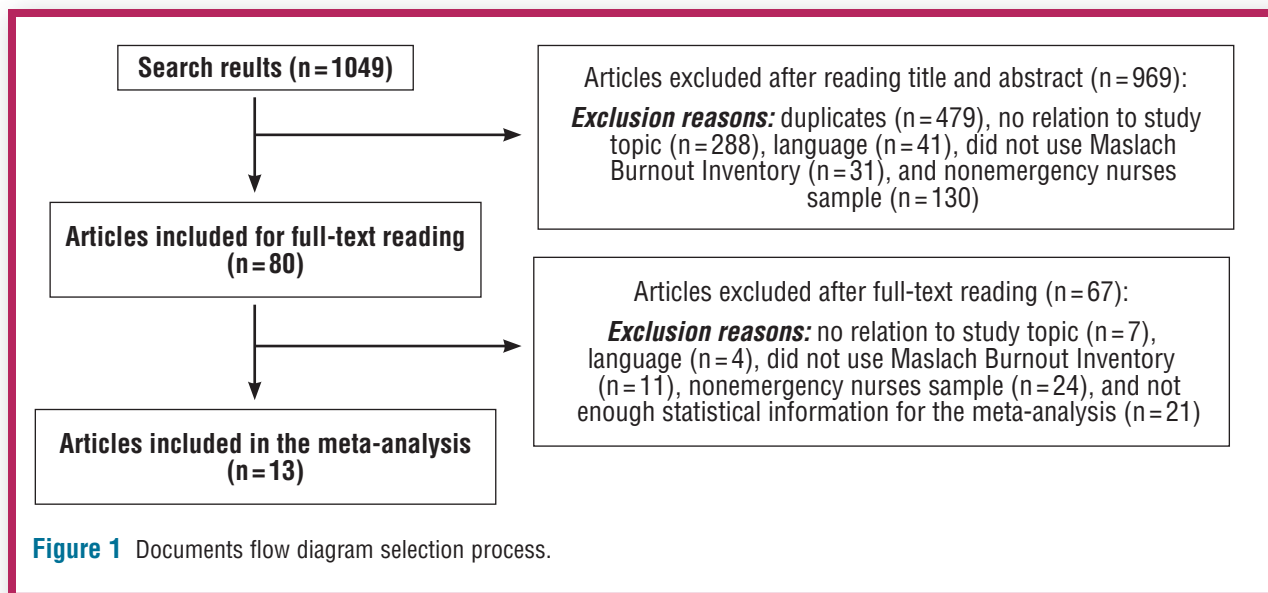 Search reults (n=1049)
Articles excluded after reading title and abstract (n=969):
Exclusion reasons: duplicates (n=479), no relation to study
topic (n=288), language (n=41), did not use Maslach
Burnout Inventory (n=31), and nonemergency nurses
sample (n=130)
Articles included for full-text reading
(n=80)
Articles excluded after full-text reading (n=67):
Exclusion reasons: no relation to study topic (n=7),
language (n=4), did not use Maslach Burnout Inventory
(n=11), nonemergency nurses sample (n=24), and not
enough statistical information for the meta-analysis (n=21)
Articles included in the meta-analysis
(n=13)
Figure 1 Documents flow diagram selection process.